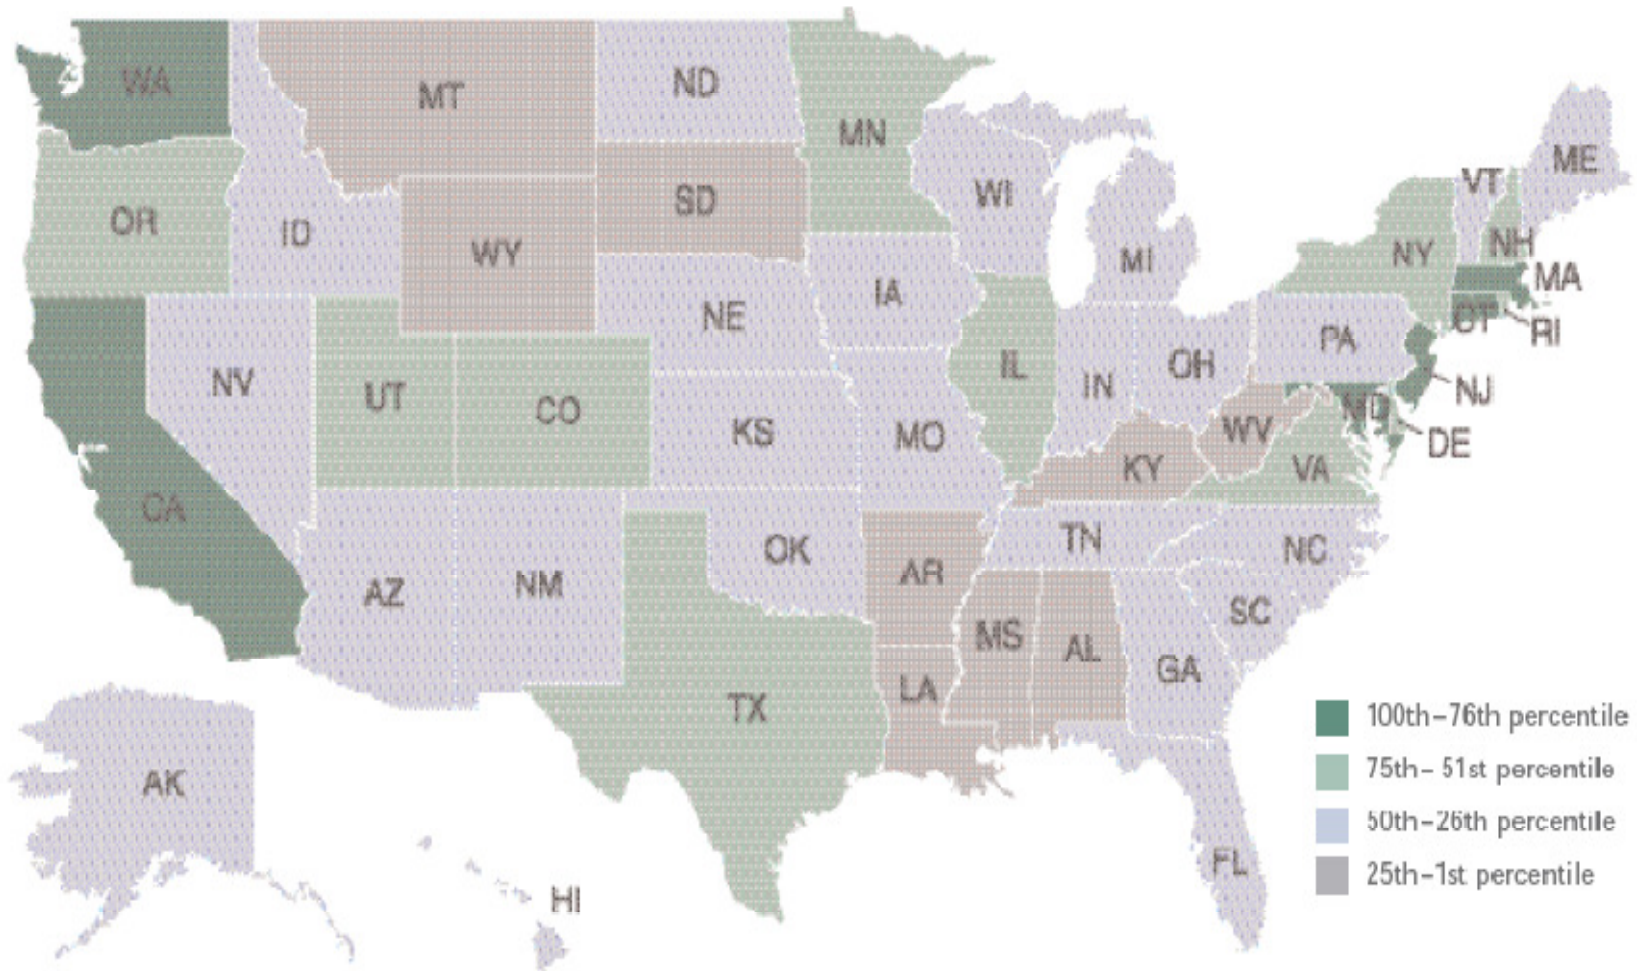 WA
MT
ND
MN
OR
ID
WY
SD
WI
MI
VT
ME
NY
NH
MA
CT
RI
NV
UT
CO
NE
IA
IL
IN
OH
PA
NJ
MD
DE
CA
KS
MO
KY
WV
VA
AZ
NM
OK
AR
TN
NC
SC
MS
AL
GA
LA
TX
FL
AK
HI
100th–76th percentile
75th– 51st percentile
50th–26th percentile
25th–1st percentile